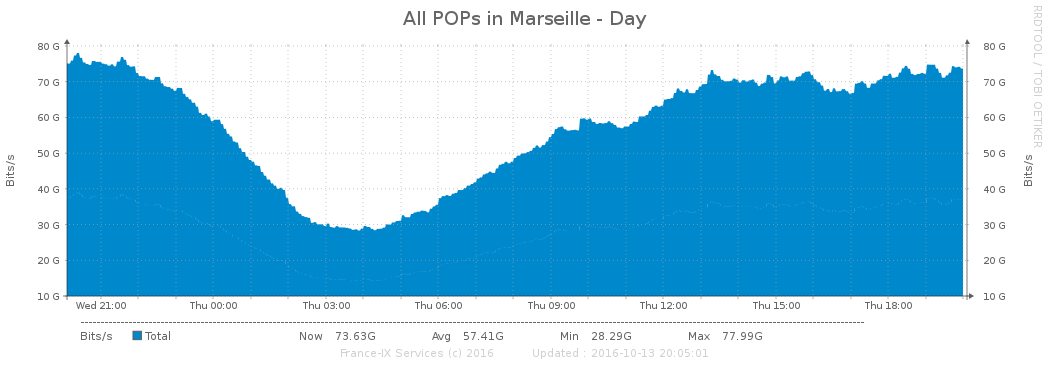 All POPs in Marseille - Day
RRDTOOL / TOBI OETIKER
80 G 80 G
70 G 70 G
60 G 60 G
50 G 50 G
40 G 40 G
30 G 30 G
20 G 20 G
10 G 10 G
Bits/s
Bits/s
Wed 21:00 Thu 00:00 Thu 03:00 Thu 06:00 Thu 09:00 Thu 12:00 Thu 15:00 Thu 18:00
Bits/s Total Now 73.63G Avg 57.41G Min 28.29G Max 77.99G
France-IX Services (c) 2016 Updated : 2016-10-13 20:05:01